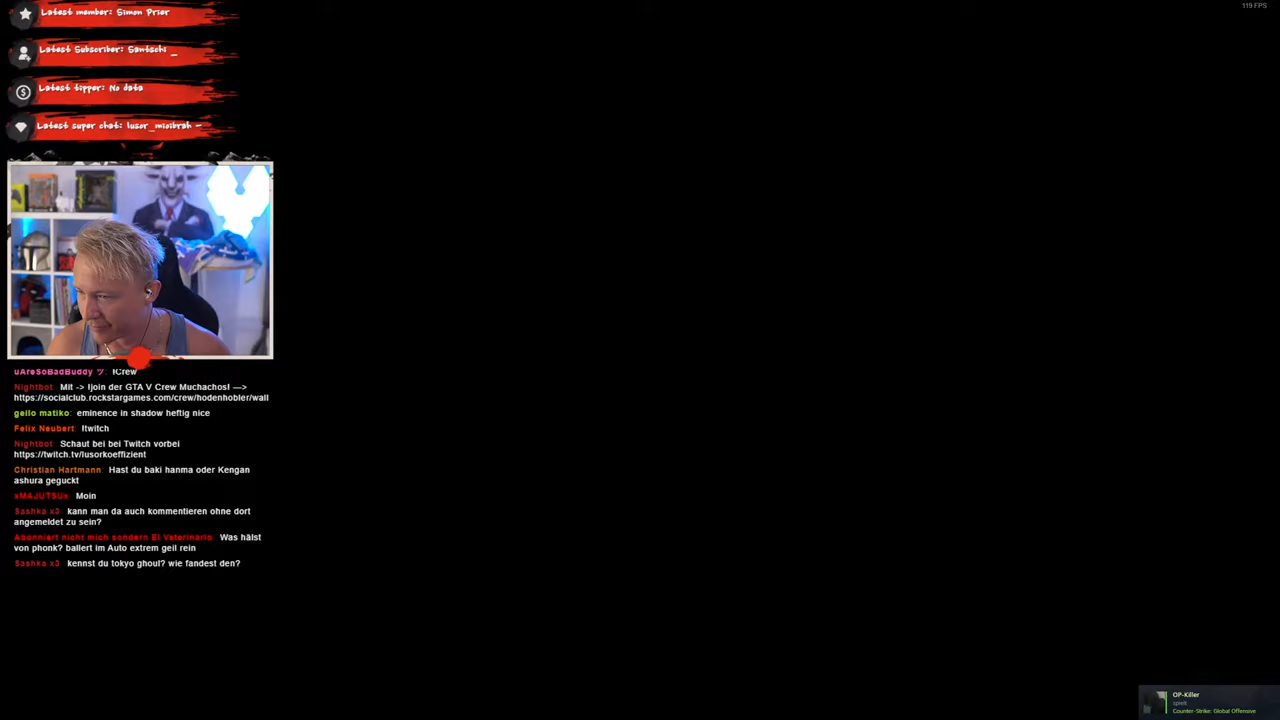 119 FPS
Latest member: Simon Prier
Latest Subscriber: Santschi _
Latest tipper: No data
Latest super chat: lusor_mioibrah -
uAreSoBadBuddy ツ: !Crew
Nightbot: Mit -> !join der GTA V Crew Muchachos! —>
https://socialclub.rockstargames.com/crew/hodenhobler/wall
gello matiko: eminence in shadow heftig nice
Felix Neubert: !twitch
Nightbot: Schaut bei bei Twitch vorbei
https://twitch.tv/lusorkoeffizient
Christian Hartmann: Hast du baki hanma oder Kengan
ashura geguckt
xMAJUTSUx: Moin
Sashka x3: kann man da auch kommentieren ohne dort
angemeldet zu sein?
Abonniert nicht mich sondern El Veterinario: Was hälst
von phonk? ballert im Auto extrem geil rein
Sashka x3: kennst du tokyo ghoul? wie fandest den?
OP-Killer
spielt
Counter-Strike: Global Offensive